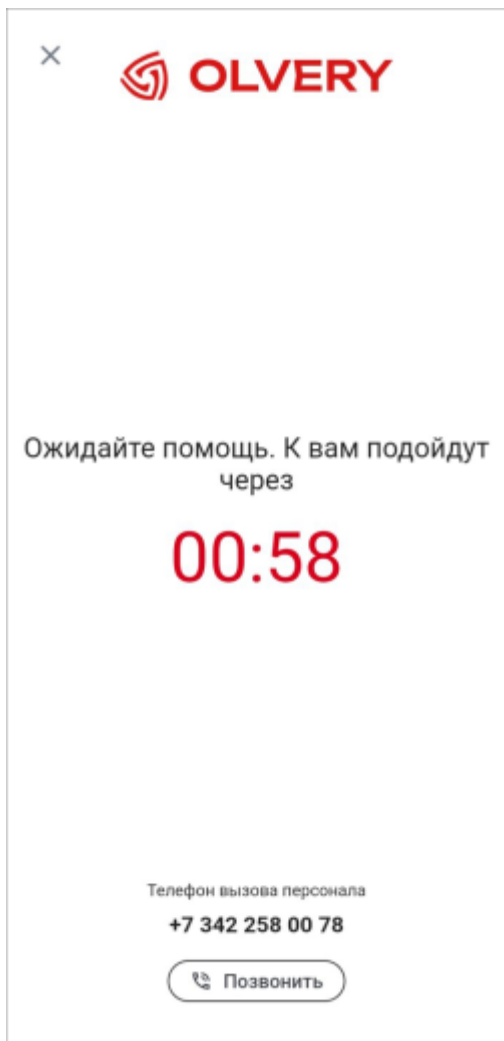 OLVERY
Ожидайте помощь. К вам подойдут
через
00:58
Телефон вызова персонала
+7 342 258 00 78
Позвонить